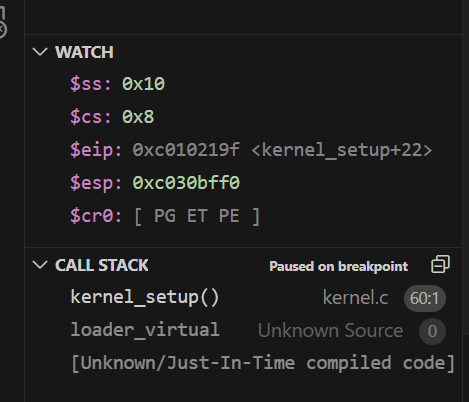 WATCH
$ss: 0x10
$cs: 0x8
$eip: 0xc010219f <kernel_setup+22>
$esp: 0xc030bff0
$cr0: [ PG ET PE ]
CALL STACK Paused on breakpoint
kernel_setup() kernel.c 60:1
loader_virtual Unknown Source 0
[Unknown/Just-In-Time compiled code]